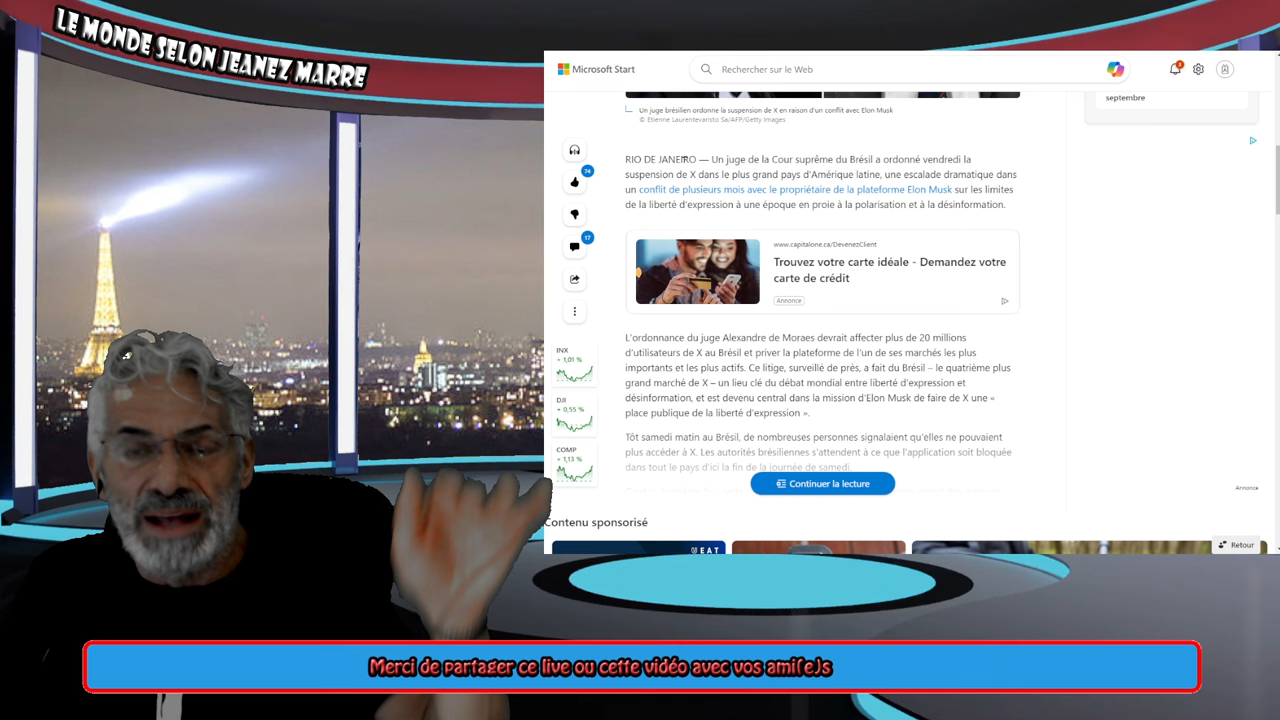 LE MONDE SELON JEANEZ MARRE
Microsoft Start
Rechercher sur le Web
3
septembre
Un juge brésilien ordonne la suspension de X en raison d'un conflit avec Elon Musk
© Etienne Laurentevaristo Sa/AFP/Getty Images
74
17
RIO DE JANEIRO — Un juge de la Cour suprême du Brésil a ordonné vendredi la
suspension de X dans le plus grand pays d'Amérique latine, une escalade dramatique dans
un conflit de plusieurs mois avec le propriétaire de la plateforme Elon Musk sur les limites
de la liberté d'expression à une époque en proie à la polarisation et à la désinformation.
www.capitalone.ca/DevenezClient
Trouvez votre carte idéale - Demandez votre
carte de crédit
Annonce
L'ordonnance du juge Alexandre de Moraes devrait affecter plus de 20 millions
d'utilisateurs de X au Brésil et priver la plateforme de l'un de ses marchés les plus
importants et les plus actifs. Ce litige, surveillé de près, a fait du Brésil – le quatrième plus
grand marché de X – un lieu clé du débat mondial entre liberté d'expression et
désinformation, et est devenu central dans la mission d'Elon Musk de faire de X une «
place publique de la liberté d'expression ».
Tôt samedi matin au Brésil, de nombreuses personnes signalaient qu'elles ne pouvaient
plus accéder à X. Les autorités brésiliennes s'attendent à ce que l'application soit bloquée
dans tout le pays d'ici la fin de la journée de samedi.
INX
+ 1,01 %
DJI
+ 0,55 %
COMP
+ 1,13 %
Continuer la lecture
Annonce
Contenu sponsorisé
EAT
Retour
Merci de partager ce live ou cette vidéo avec vos ami(e)s